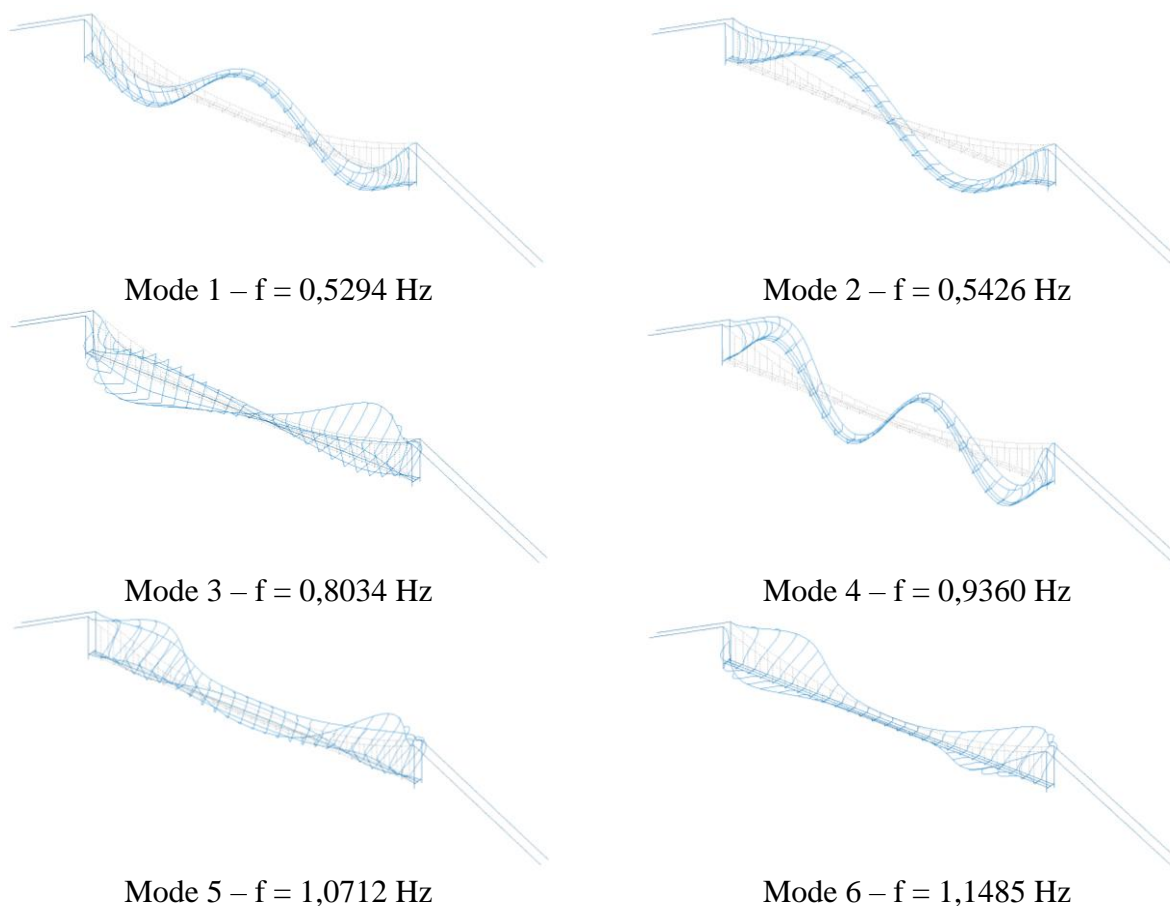 Mode 1 – f = 0,5294 Hz
Mode 2 – f = 0,5426 Hz
Mode 3 – f = 0,8034 Hz
Mode 4 – f = 0,9360 Hz
Mode 5 – f = 1,0712 Hz
Mode 6 – f = 1,1485 Hz